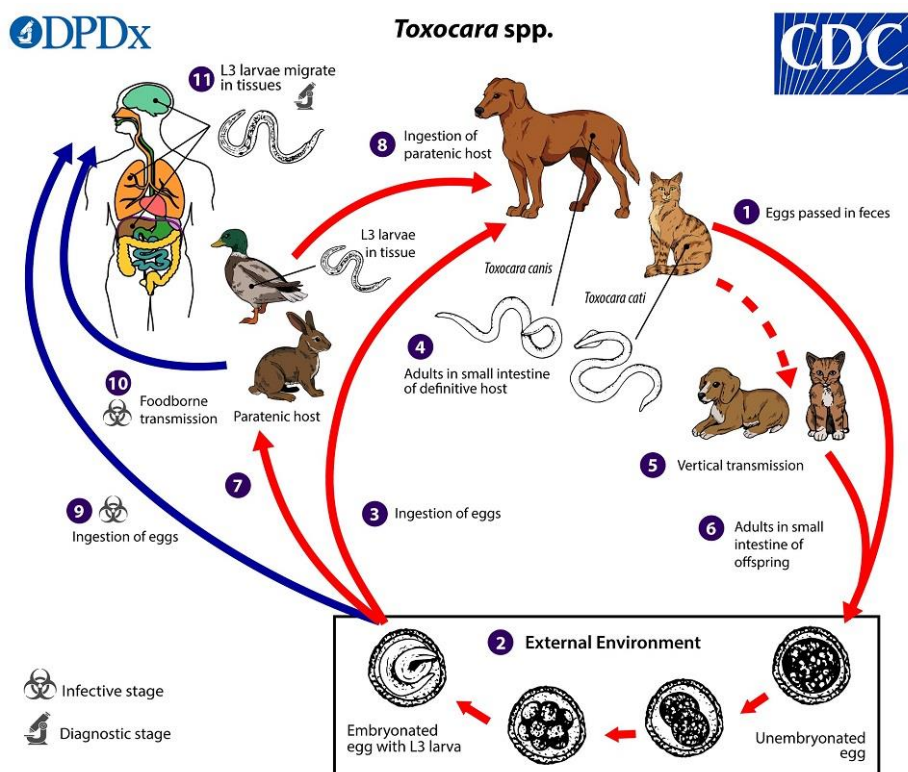 DPDx
Toxocara spp.
CDC
11 L3 larvae migrate
in tissues
8 Ingestion of
paratenic host
1 Eggs passed in feces
L3 larvae
in tissue
Toxocara canis
Toxocara cati
4
Adults in small intestine
of definitive host
10
Foodborne
transmission
Paratenic host
5 Vertical transmission
7
9
Ingestion of eggs
3 Ingestion of eggs
6 Adults in small
intestine of
offspring
2 External Environment
Embryonated
egg with L3 larva
Unembryonated
egg
Infective stage
Diagnostic stage